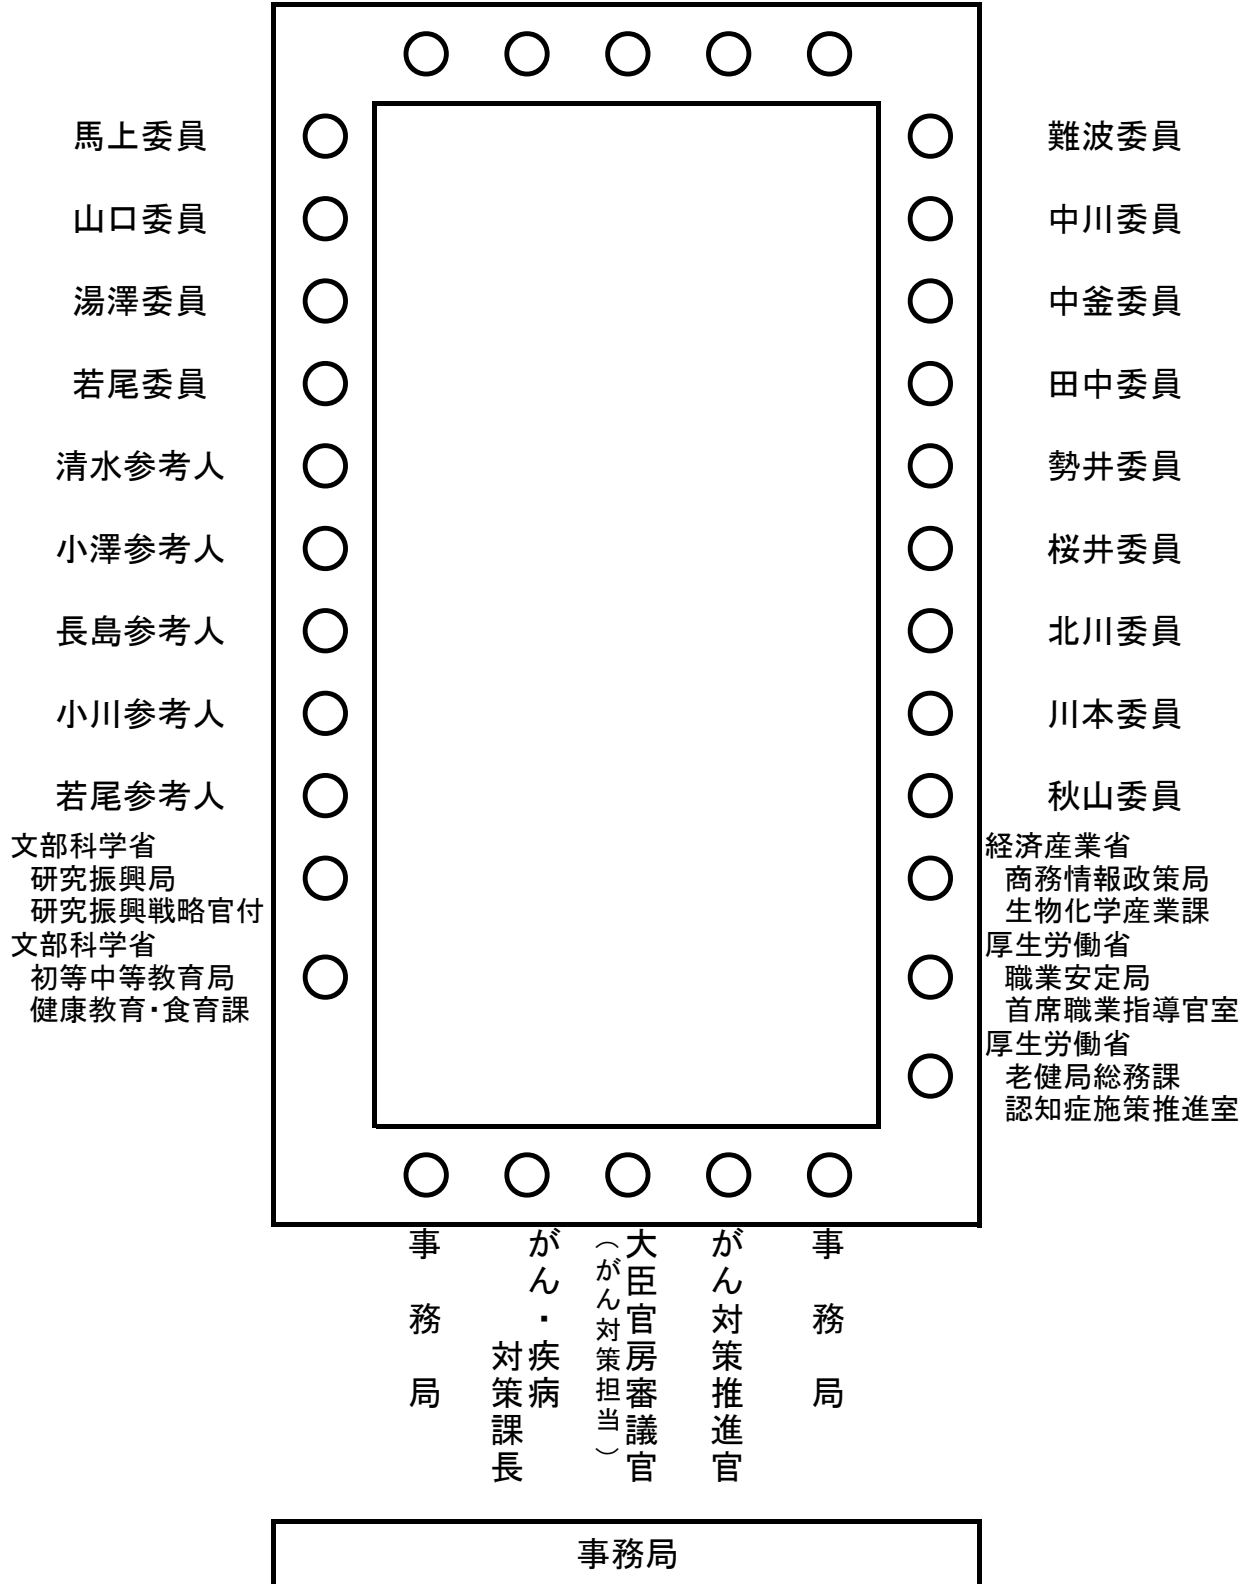 馬上委員
山口委員
湯澤委員
若尾委員
清水参考人
小澤参考人
長島参考人
小川参考人
若尾参考人
文部科学省
研究振興局
研究振興戦略官付
文部科学省
初等中等教育局
健康教育・食育課
難波委員
中川委員
中釜委員
田中委員
勢井委員
桜井委員
北川委員
川本委員
秋山委員
経済産業省
商務情報政策局
生物化学産業課
厚生労働省
職業安定局
首席職業指導官室
厚生労働省
老健局総務課
認知症施策推進室
事務局
がん・疾病
対策課長
大臣官房審議官
（がん対策担当）
がん対策推進官
事務局
事務局